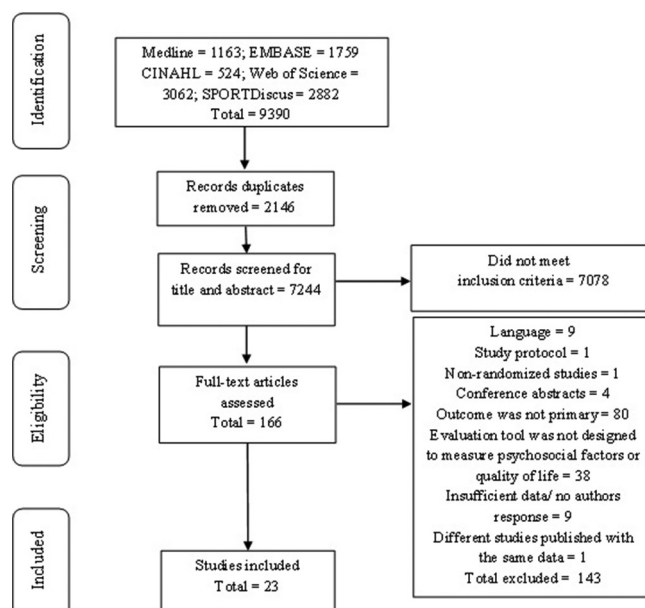 Identification
Medline = 1163; EMBASE = 1759
CINAHL = 524; Web of Science =
3062; SPORTDiscus = 2882
Total = 9390
Screening
Records duplicates
removed = 2146
Records screened for
title and abstract = 7244
Did not meet
inclusion criteria = 7078
Eligibility
Full-text articles
assessed
Total = 166
Language = 9
Study protocol = 1
Non-randomized studies = 1
Conference abstracts = 4
Outcome was not primary = 80
Evaluation tool was not designed
to measure psychosocial factors or
quality of life = 38
Insufficient data/ no authors
response = 9
Different studies published with
the same data = 1
Total excluded = 143
Included
Studies included
Total = 23